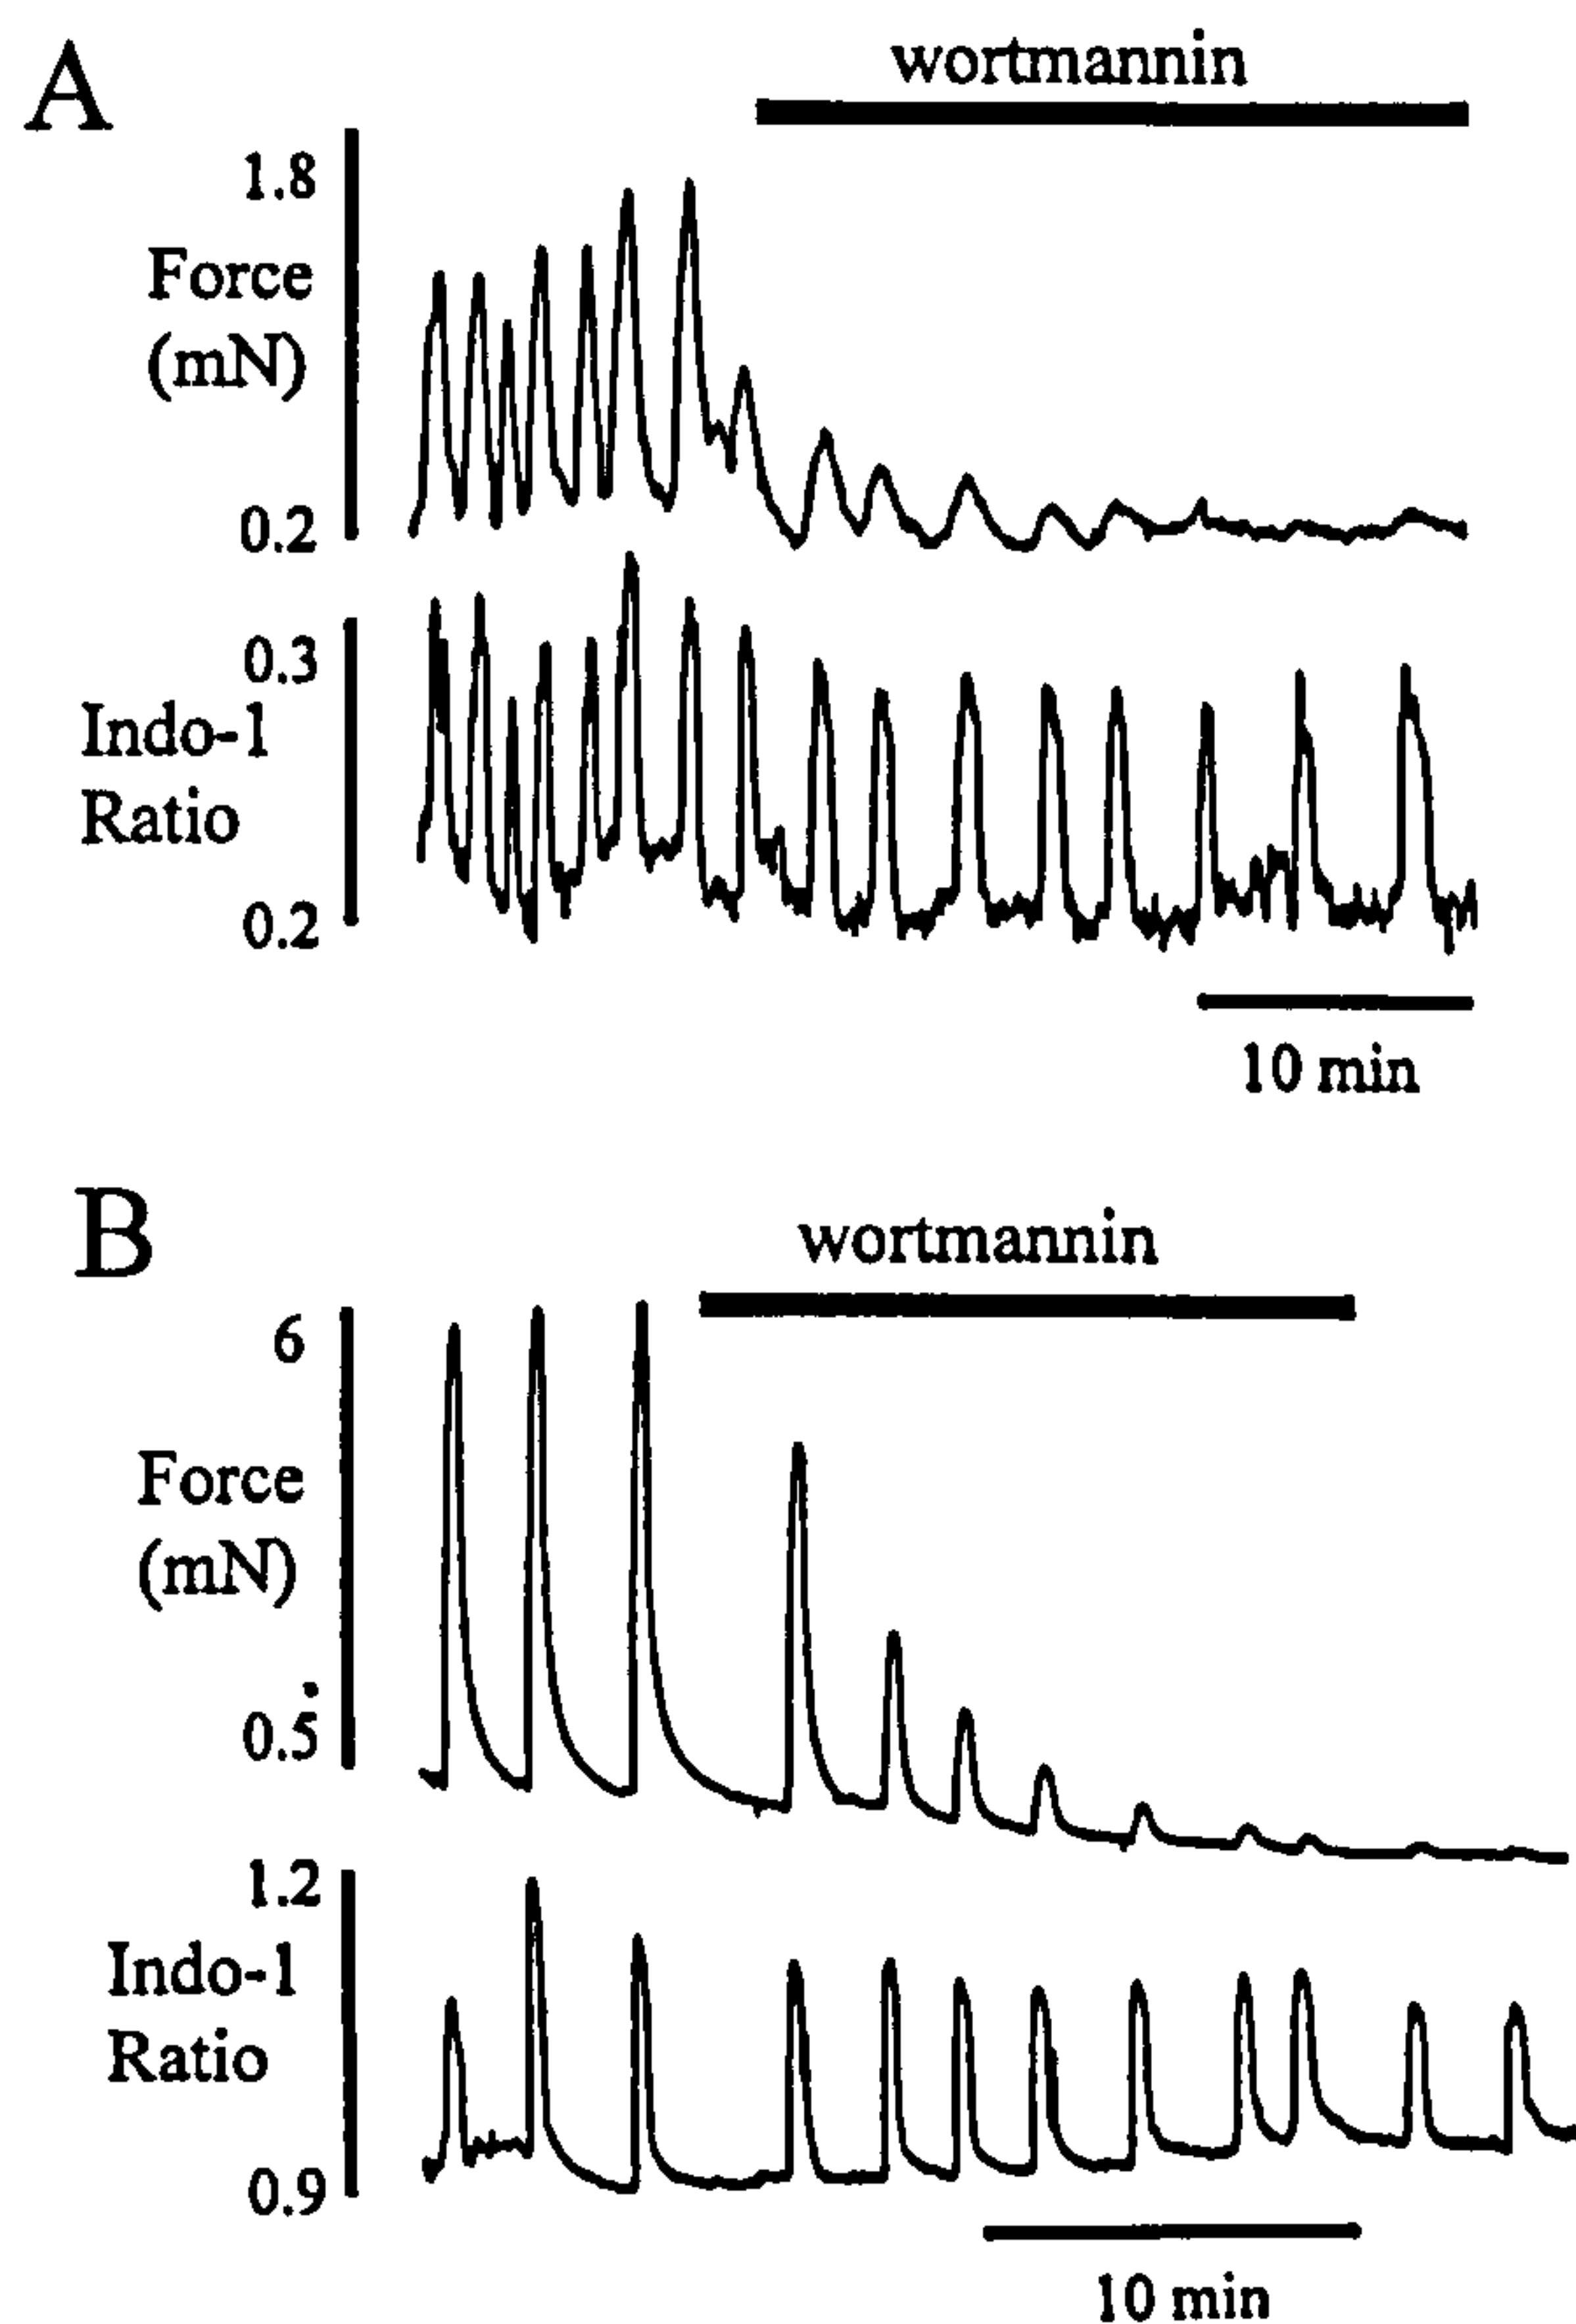 A
wortmannin
1.8
Force
(mN)
0.2
0.3
Indo-1
Ratio
0.2
10 min
B
wortmannin
6
Force
(mN)
0.5
1.2
Indo-1
Ratio
0.9
10 min